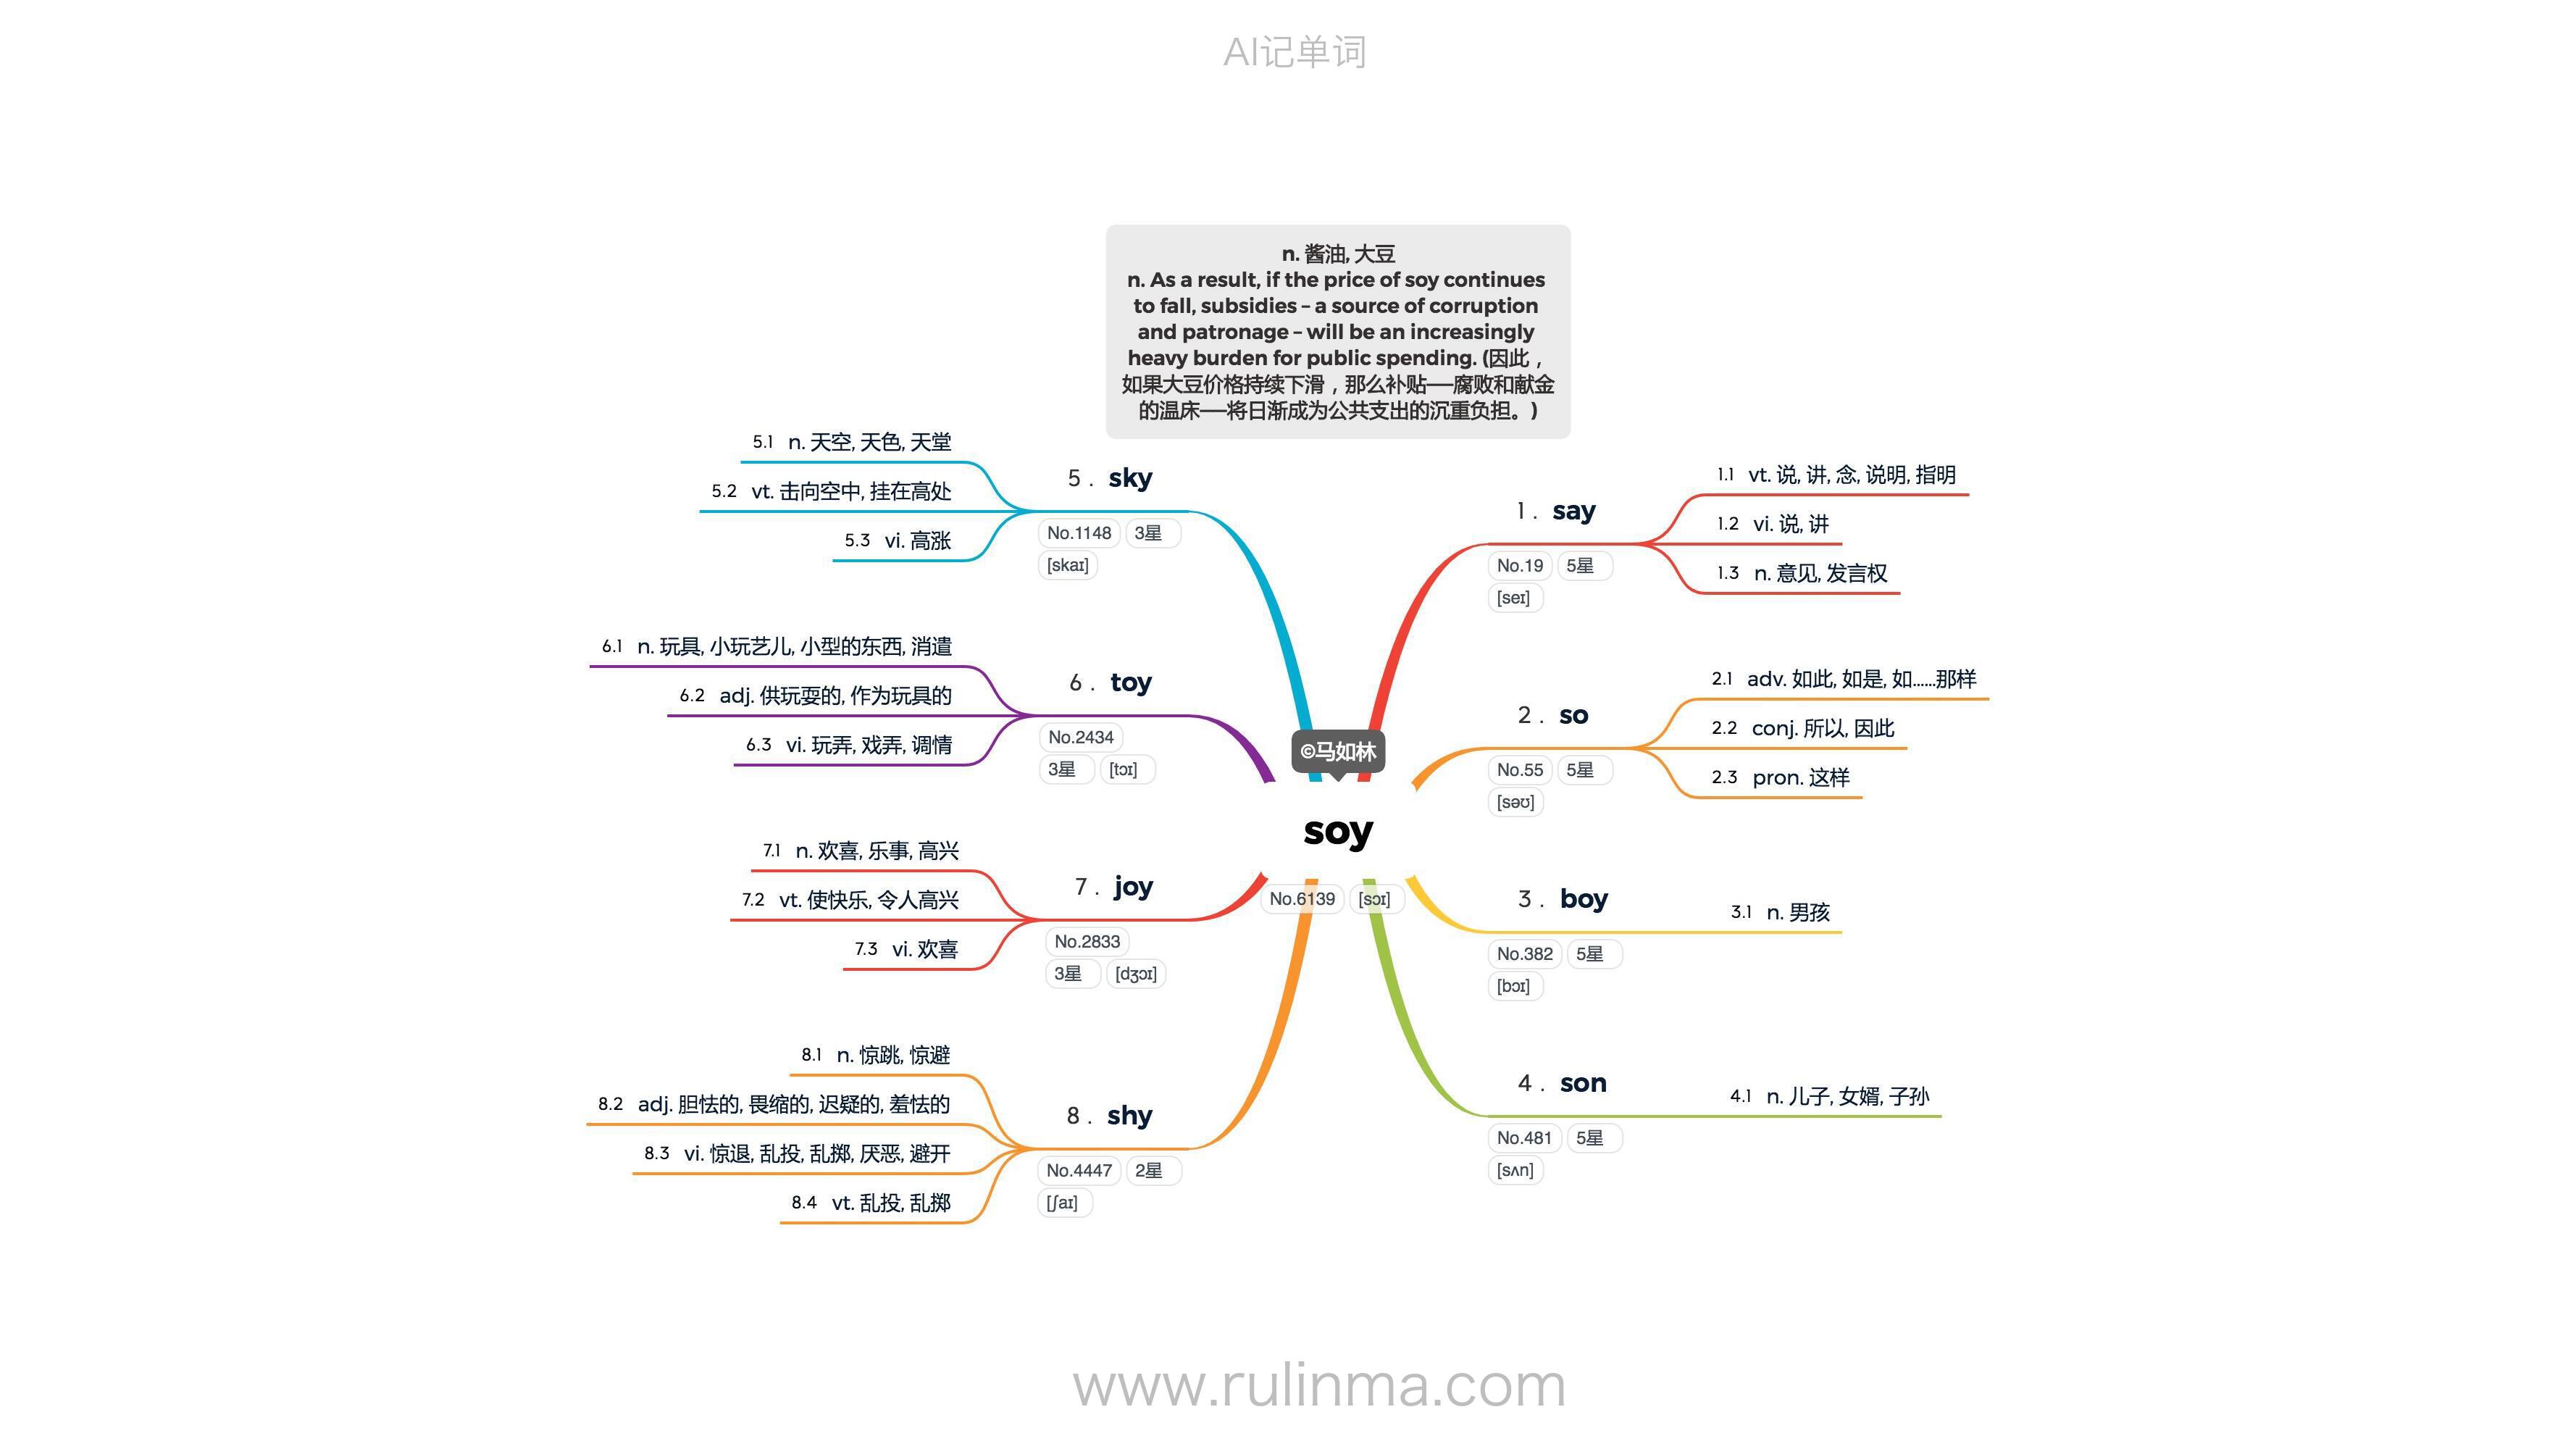 AI记单词
n. 酱油, 大豆
n. As a result, if the price of soy continues
to fall, subsidies – a source of corruption
and patronage – will be an increasingly
heavy burden for public spending. (因此，
如果大豆价格持续下滑，那么补贴──腐败和献金
的温床──将日渐成为公共支出的沉重负担。)
©马如林
soy
No.6139 [sɔɪ]
1 . say
No.19 5星
[seɪ]
1.1 vt. 说, 讲, 念, 说明, 指明
1.2 vi. 说, 讲
1.3 n. 意见, 发言权
2 . so
No.55 5星
[səʊ]
2.1 adv. 如此, 如是, 如……那样
2.2 conj. 所以, 因此
2.3 pron. 这样
3 . boy
No.382 5星
[bɔɪ]
3.1 n. 男孩
4 . son
No.481 5星
[sʌn]
4.1 n. 儿子, 女婿, 子孙
5 . sky
No.1148 3星
[skaɪ]
5.1 n. 天空, 天色, 天堂
5.2 vt. 击向空中, 挂在高处
5.3 vi. 高涨
6 . toy
No.2434
3星 [tɔɪ]
6.1 n. 玩具, 小玩艺儿, 小型的东西, 消遣
6.2 adj. 供玩耍的, 作为玩具的
6.3 vi. 玩弄, 戏弄, 调情
7 . joy
No.2833
3星 [dʒɔɪ]
7.1 n. 欢喜, 乐事, 高兴
7.2 vt. 使快乐, 令人高兴
7.3 vi. 欢喜
8 . shy
No.4447 2星
[ʃaɪ]
8.1 n. 惊跳, 惊避
8.2 adj. 胆怯的, 畏缩的, 迟疑的, 羞怯的
8.3 vi. 惊退, 乱投, 乱掷, 厌恶, 避开
8.4 vt. 乱投, 乱掷
www.rulinma.com